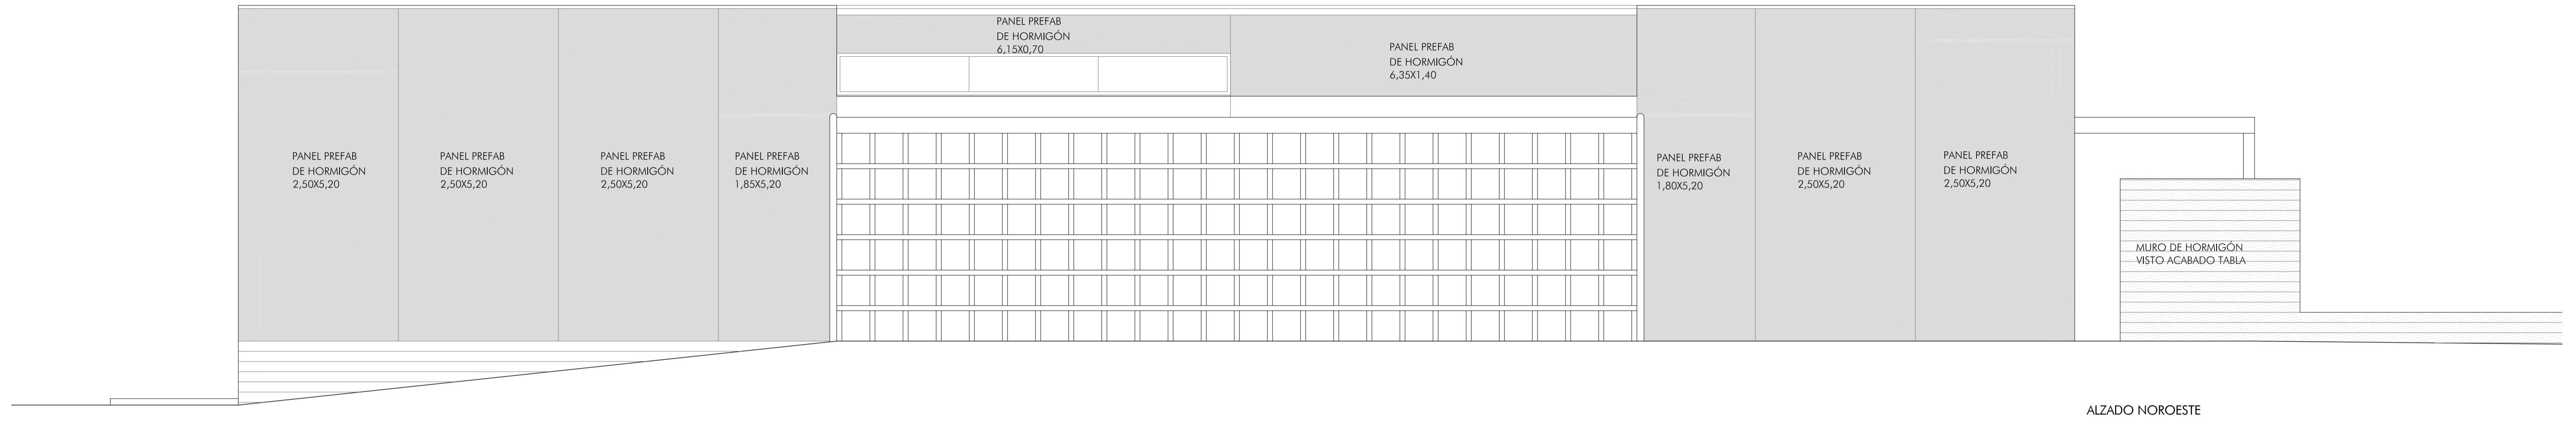 PANEL PREFAB
DE HORMIGÓN
6,15X0,70
PANEL PREFAB
DE HORMIGÓN
6,35X1,40
PANEL PREFAB
DE HORMIGÓN
2,50X5,20
PANEL PREFAB
DE HORMIGÓN
2,50X5,20
PANEL PREFAB
DE HORMIGÓN
2,50X5,20
PANEL PREFAB
DE HORMIGÓN
1,85X5,20
PANEL PREFAB
DE HORMIGÓN
1,80X5,20
PANEL PREFAB
DE HORMIGÓN
2,50X5,20
PANEL PREFAB
DE HORMIGÓN
2,50X5,20
MURO DE HORMIGÓN
VISTO ACABADO TABLA
ALZADO NOROESTE